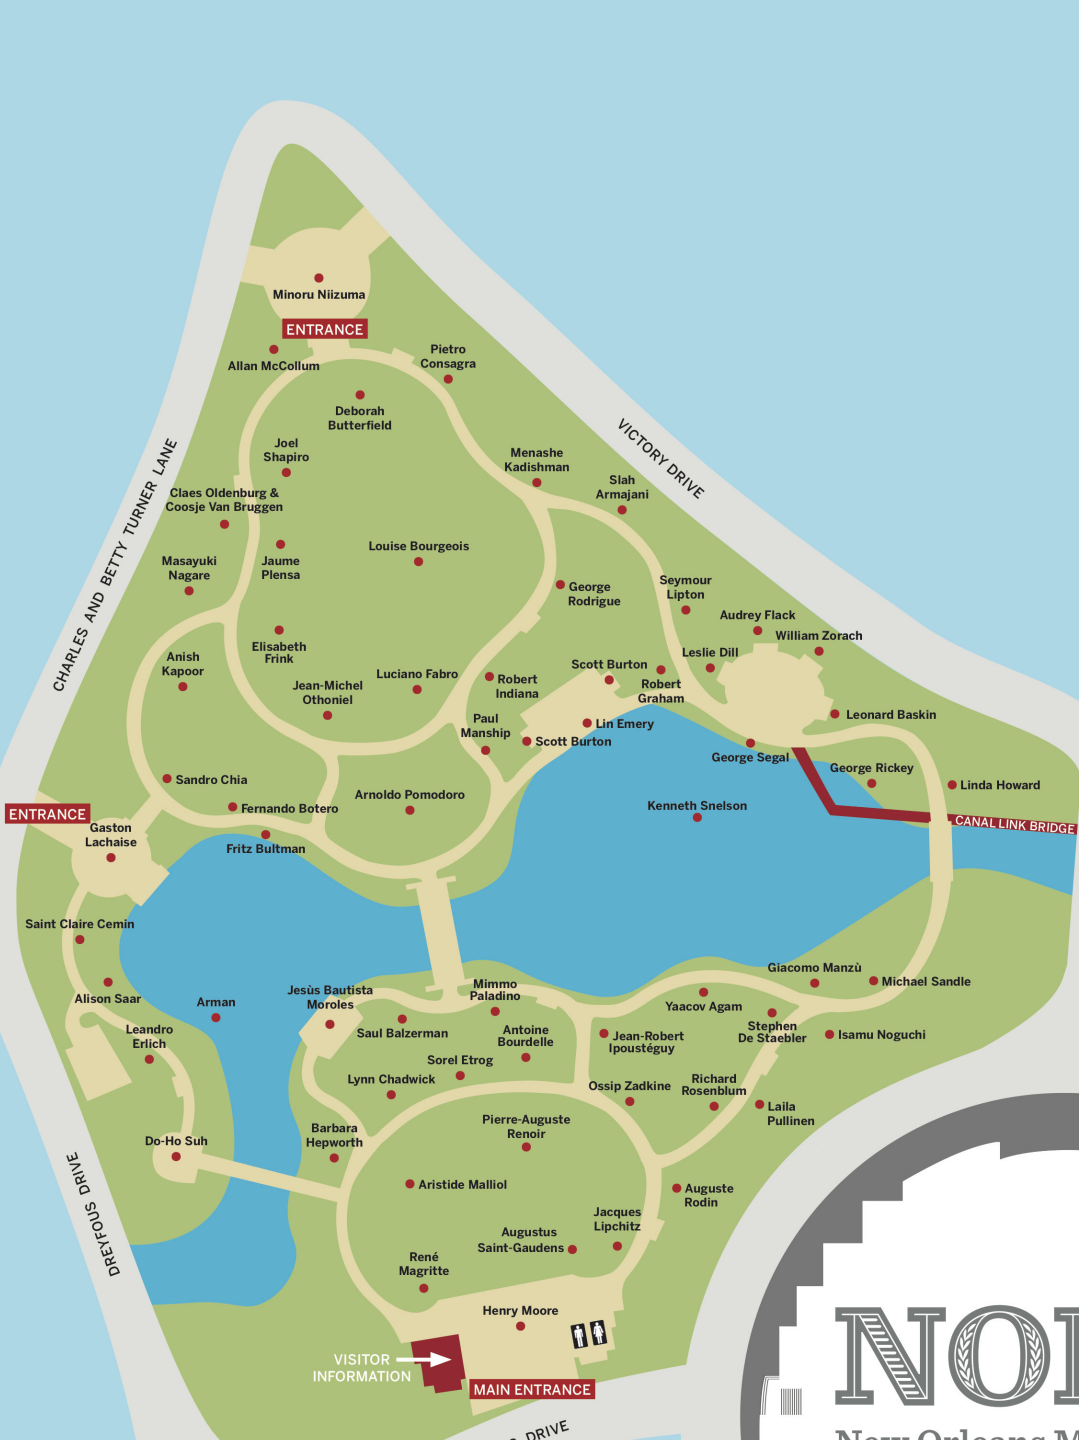 Minoru Niizuma
ENTRANCE
Allan McCollum
Pietro
Consagra
Deborah
Butterfield
Joel
Shapiro
VICTORY DRIVE
CHARLES AND BETTY TURNER LANE
Menashe
Kadishman
Slah
Armajani
Claes Oldenburg &
Coosje Van Bruggen
Louise Bourgeois
Jaume
Plensa
Masayuki
Nagare
George
Rodrigue
Seymour
Lipton
Audrey Flack
William Zorach
Elisabeth
Frink
Leslie Dill
Anish
Kapoor
Scott Burton
Luciano Fabro
Robert
Indiana
Robert
Graham
Jean-Michel
Othoniel
Paul
Manship
Lin Emery
Leonard Baskin
Scott Burton
George Segal
George Rickey
Sandro Chia
Linda Howard
Arnoldo Pomodoro
Kenneth Snelson
Fernando Botero
ENTRANCE
CANAL LINK BRIDGE
Gaston
Lachaise
Fritz Bultman
Saint Claire Cemin
Giacomo Manzù
Michael Sandle
Alison Saar
Arman
Jesùs Bautista
Moroles
Mimmo
Paladino
Yaacov Agam
Saul Balzerman
Leandro
Erlich
Antoine
Bourdelle
Jean-Robert
Ipoustéguy
Stephen
De Staebler
Isamu Noguchi
Sorel Etrog
Lynn Chadwick
Ossip Zadkine
Richard
Rosenblum
Laila
Pullinen
Pierre-Auguste
Renoir
Barbara
Hepworth
Do-Ho Suh
DREYFOUS DRIVE
Aristide Malliol
Auguste
Rodin
Jacques
Lipchitz
Augustus
Saint-Gaudens
René
Magritte
Henry Moore
VISITOR
INFORMATION
MAIN ENTRANCE
DRIVE
NO
New Orleans M